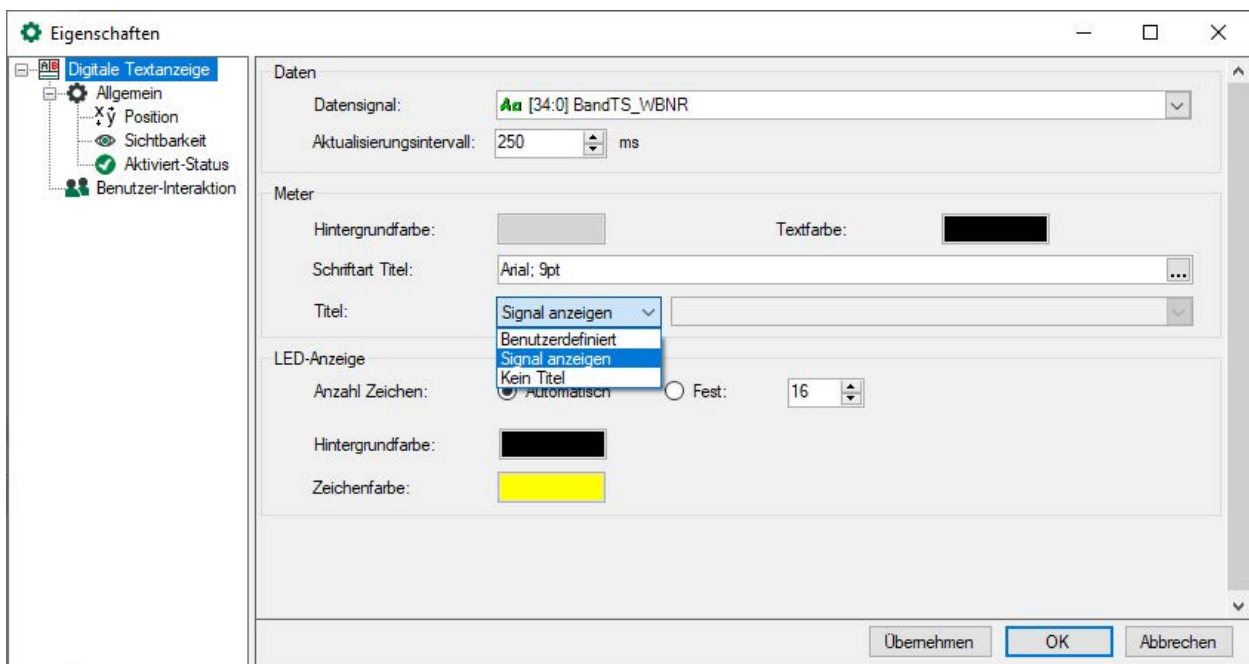 Eigenschaften
Digitale Textanzeige
Allgemein
Position
Sichtbarkeit
Aktiviert-Status
Benutzer-Interaktion
Daten
Datensignal: [34:0] BandTS_WBNR
Aktualisierungsintervall: 250 ms
Meter
Hintergrundfarbe: Textfarbe:
Schriftart Titel: Arial; 9pt ...
Titel: Signal anzeigen
Benutzerdefiniert
Signal anzeigen
Kein Titel
LED-Anzeige
Anzahl Zeichen: Automatisch Fest: 16
Hintergrundfarbe:
Zeichenfarbe:
Übernehmen OK Abbrechen